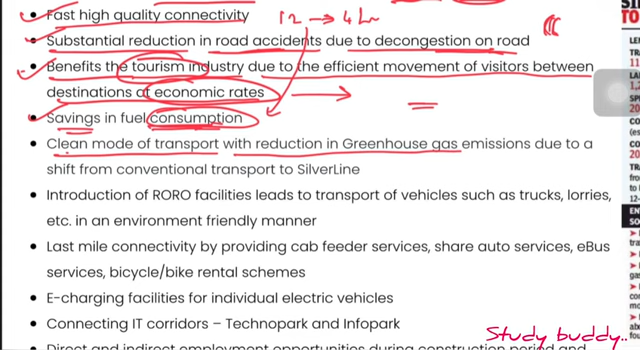 Fast high quality connectivity
12 → 4 hr
Substantial reduction in road accidents due to decongestion on road
Benefits the tourism industry due to the efficient movement of visitors between
destinations at economic rates
Savings in fuel consumption
Clean mode of transport with reduction in Greenhouse gas emissions due to a
shift from conventional transport to SilverLine
Introduction of RORO facilities leads to transport of vehicles such as trucks, lorries,
etc. in an environment friendly manner
Last mile connectivity by providing cab feeder services, share auto services, eBus
services, bicycle/bike rental schemes
E-charging facilities for individual electric vehicles
Connecting IT corridors – Technopark and Infopark
Direct and indirect employment opportunities during construction period and
Study buddy..